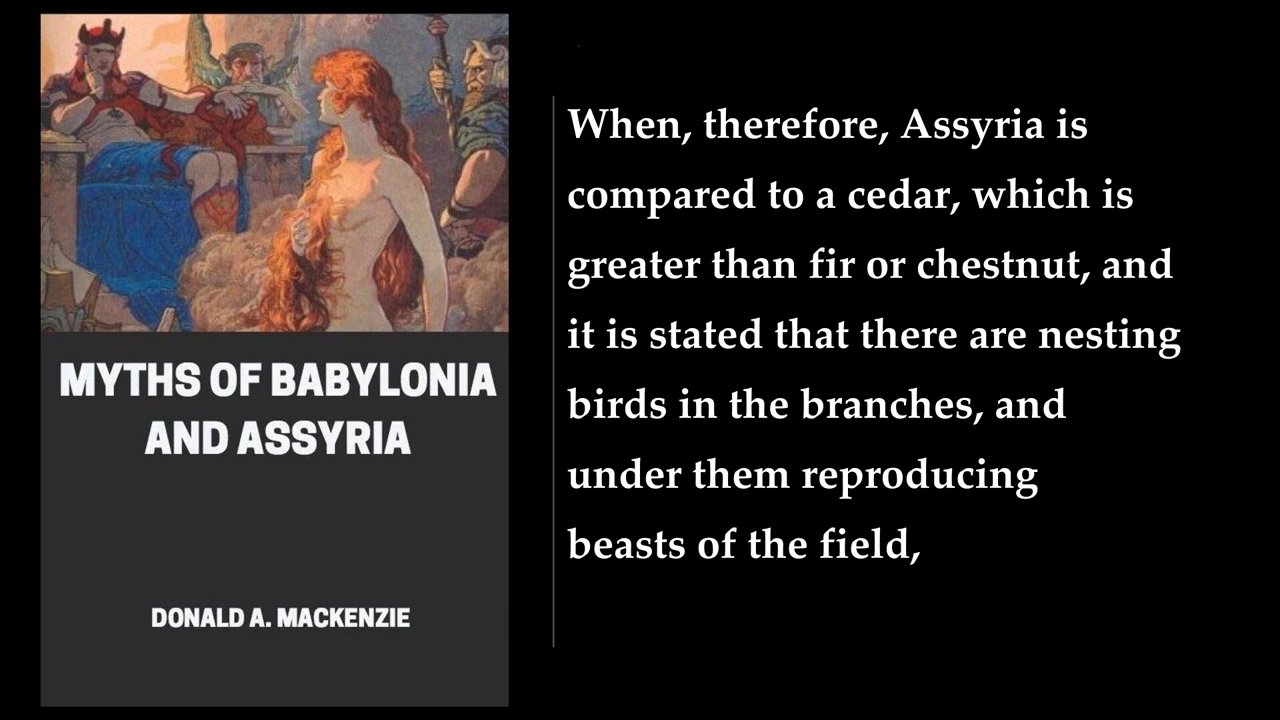 MYTHS OF BABYLONIA
AND ASSYRIA
DONALD A. MACKENZIE
When, therefore, Assyria is
compared to a cedar, which is
greater than fir or chestnut, and
it is stated that there are nesting
birds in the branches, and
under them reproducing
beasts of the field,